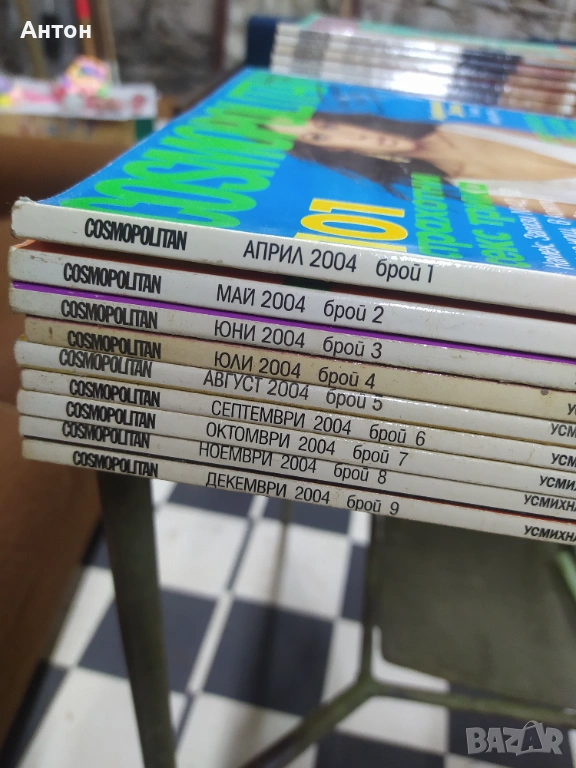 Антон
COSMOPOLITAN
101
секс трика
COSMOPOLITAN АПРИЛ 2004 брой 1
COSMOPOLITAN МАЙ 2004 брой 2
COSMOPOLITAN ЮНИ 2004 брой 3
COSMOPOLITAN ЮЛИ 2004 брой 4
COSMOPOLITAN АВГУСТ 2004 брой 5
COSMOPOLITAN СЕПТЕМВРИ 2004 брой 6
COSMOPOLITAN ОКТОМВРИ 2004 брой 7
COSMOPOLITAN НОЕМВРИ 2004 брой 8
COSMOPOLITAN ДЕКЕМВРИ 2004 брой 9
BAZAR